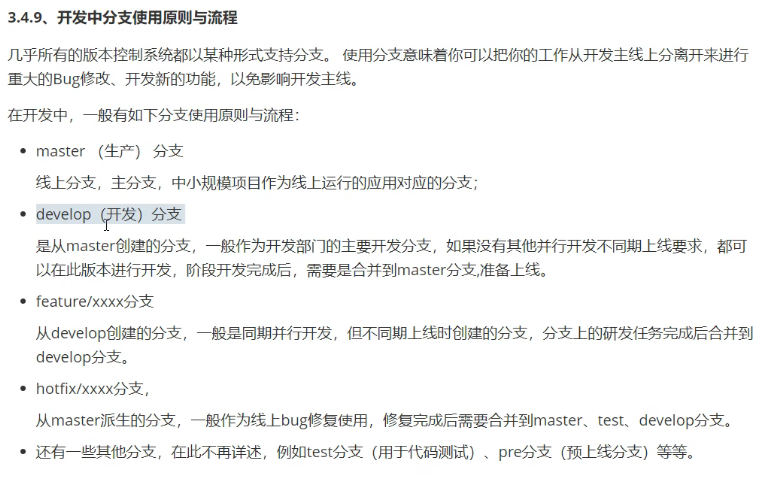 3.4.9、开发中分支使用原则与流程
几乎所有的版本控制系统都以某种形式支持分支。 使用分支意味着你可以把你的工作从开发主线上分离开来进行
重大的Bug修改、开发新的功能，以免影响开发主线。
在开发中，一般有如下分支使用原则与流程：
master （生产） 分支
线上分支，主分支，中小规模项目作为线上运行的应用对应的分支；
develop（开发）分支
是从master创建的分支，一般作为开发部门的主要开发分支，如果没有其他并行开发不同期上线要求，都可
以在此版本进行开发，阶段开发完成后，需要是合并到master分支,准备上线。
feature/xxxx分支
从develop创建的分支，一般是同期并行开发，但不同期上线时创建的分支，分支上的研发任务完成后合并到
develop分支。
hotfix/xxxx分支，
从master派生的分支，一般作为线上bug修复使用，修复完成后需要合并到master、test、develop分支。
还有一些其他分支，在此不再详述，例如test分支（用于代码测试）、pre分支（预上线分支）等等。